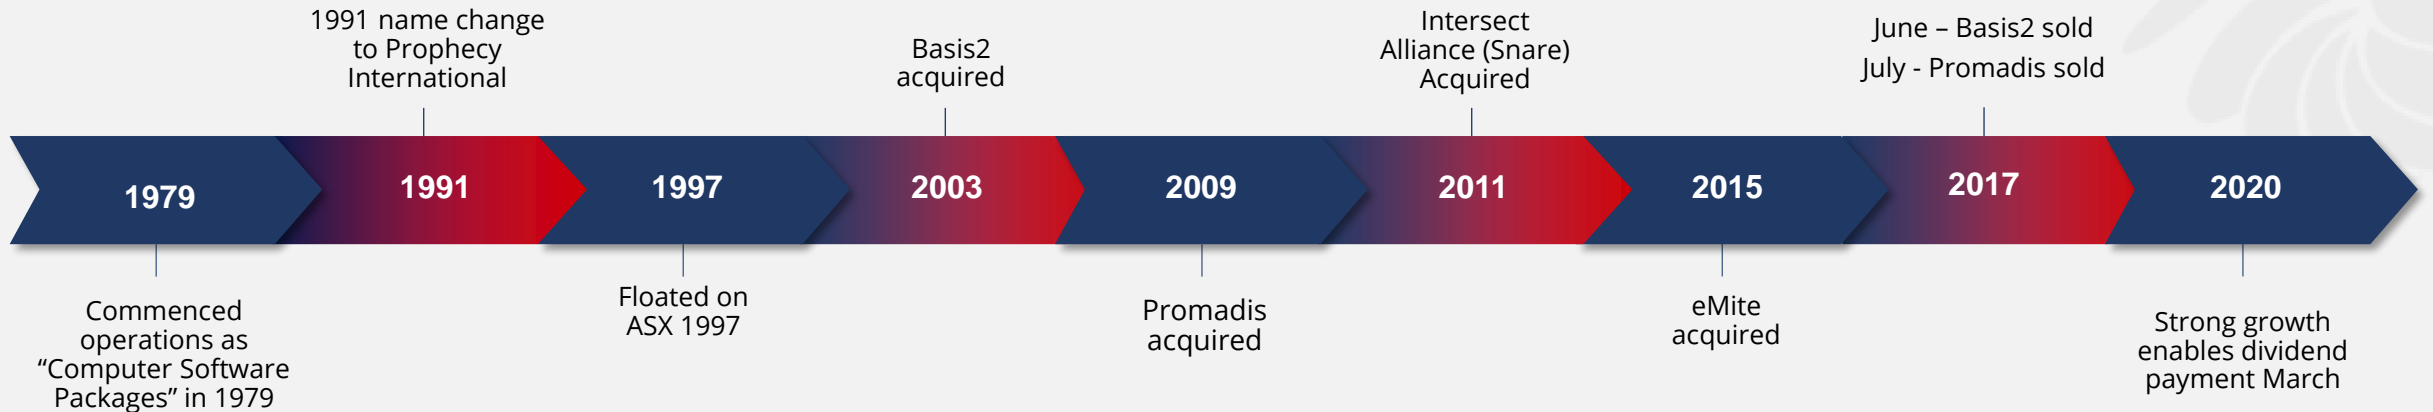 1991 name change
to Prophecy
International
Basis2
acquired
Intersect
Alliance (Snare)
Acquired
June – Basis2 sold
July - Promadis sold
1979
1991
1997
2003
2009
2011
2015
2017
2020
Commenced
operations as
“Computer Software
Packages” in 1979
Floated on
ASX 1997
Promadis
acquired
eMite
acquired
Strong growth
enables dividend
payment March